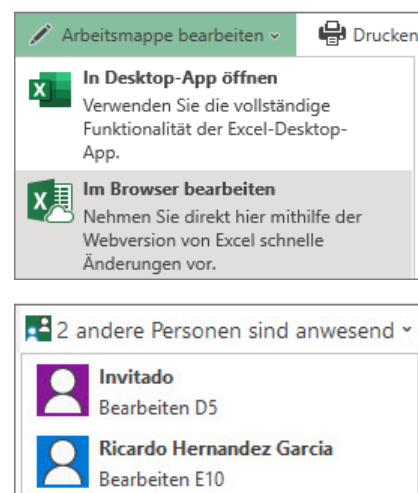 Arbeitsmappe bearbeiten Drucken
In Desktop-App öffnen
Verwenden Sie die vollständige
Funktionalität der Excel-Desktop-
App.
Im Browser bearbeiten
Nehmen Sie direkt hier mithilfe der
Webversion von Excel schnelle
Änderungen vor.
2 andere Personen sind anwesend
Invitado
Bearbeiten D5
Ricardo Hernandez Garcia
Bearbeiten E10